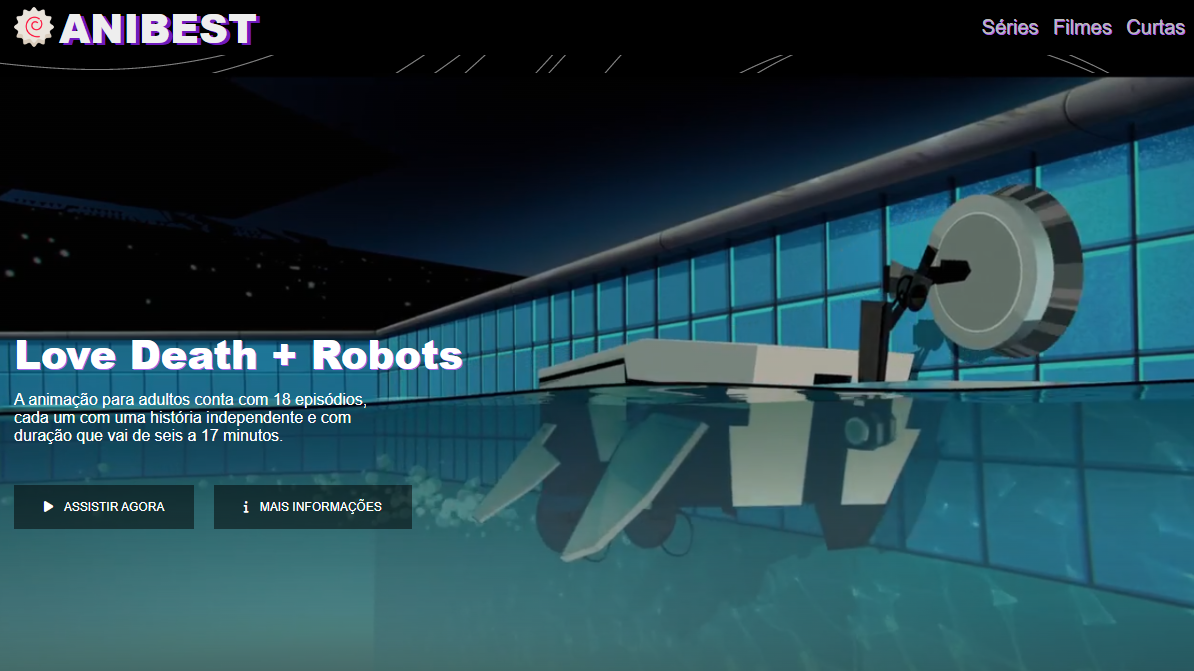 ANIBEST
Séries Filmes Curtas
Love Death + Robots
A animação para adultos conta com 18 episódios,
cada um com uma história independente e com
duração que vai de seis a 17 minutos.
ASSISTIR AGORA
MAIS INFORMAÇÕES